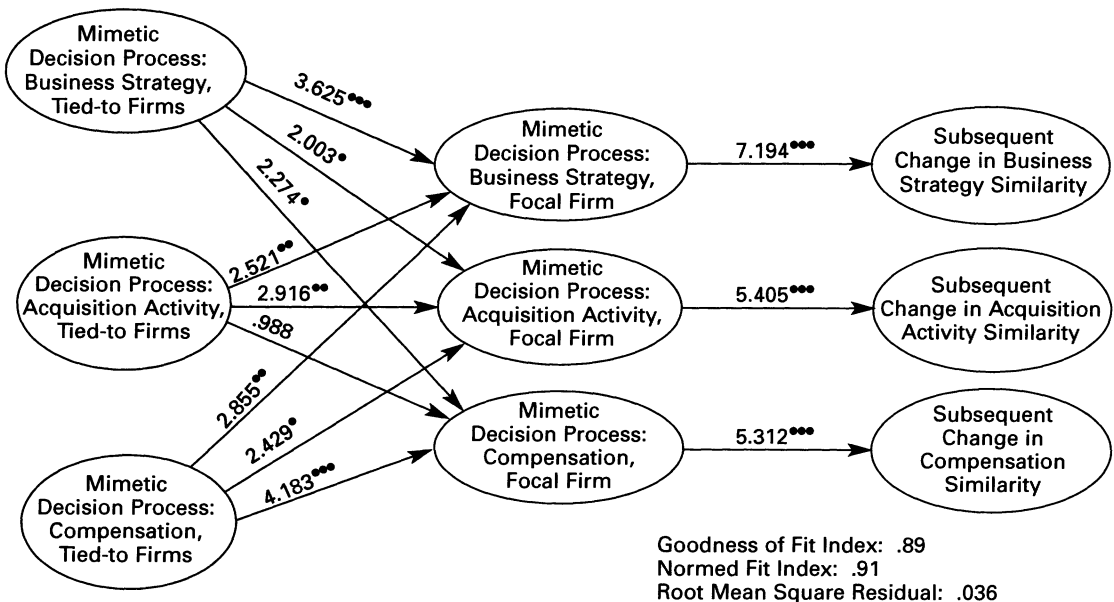 Mimetic
Decision Process:
Business Strategy,
Tied-to Firms
3.625•••
2.003•
2.274•
Mimetic
Decision Process:
Business Strategy,
Focal Firm
7.194•••
Subsequent
Change in Business
Strategy Similarity
Mimetic
Decision Process:
Acquisition Activity,
Tied-to Firms
2.521••
2.916••
.988
Mimetic
Decision Process:
Acquisition Activity,
Focal Firm
5.405•••
Subsequent
Change in Acquisition
Activity Similarity
Mimetic
Decision Process:
Compensation,
Tied-to Firms
2.855••
2.429•
4.183•••
Mimetic
Decision Process:
Compensation,
Focal Firm
5.312•••
Subsequent
Change in
Compensation
Similarity
Goodness of Fit Index: .89
Normed Fit Index: .91
Root Mean Square Residual: .036